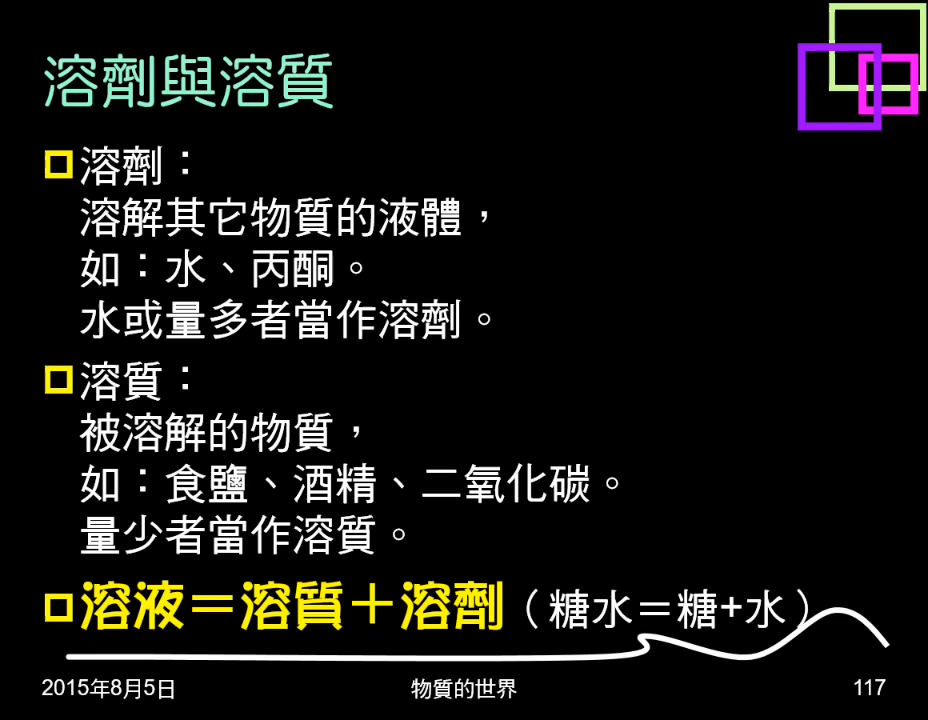 溶劑與溶質
溶劑：
溶解其它物質的液體，
如：水、丙酮。
水或量多者當作溶劑。
溶質：
被溶解的物質，
如：食鹽、酒精、二氧化碳。
量少者當作溶質。
溶液＝溶質＋溶劑（糖水＝糖+水）
2015年8月5日
物質的世界
117